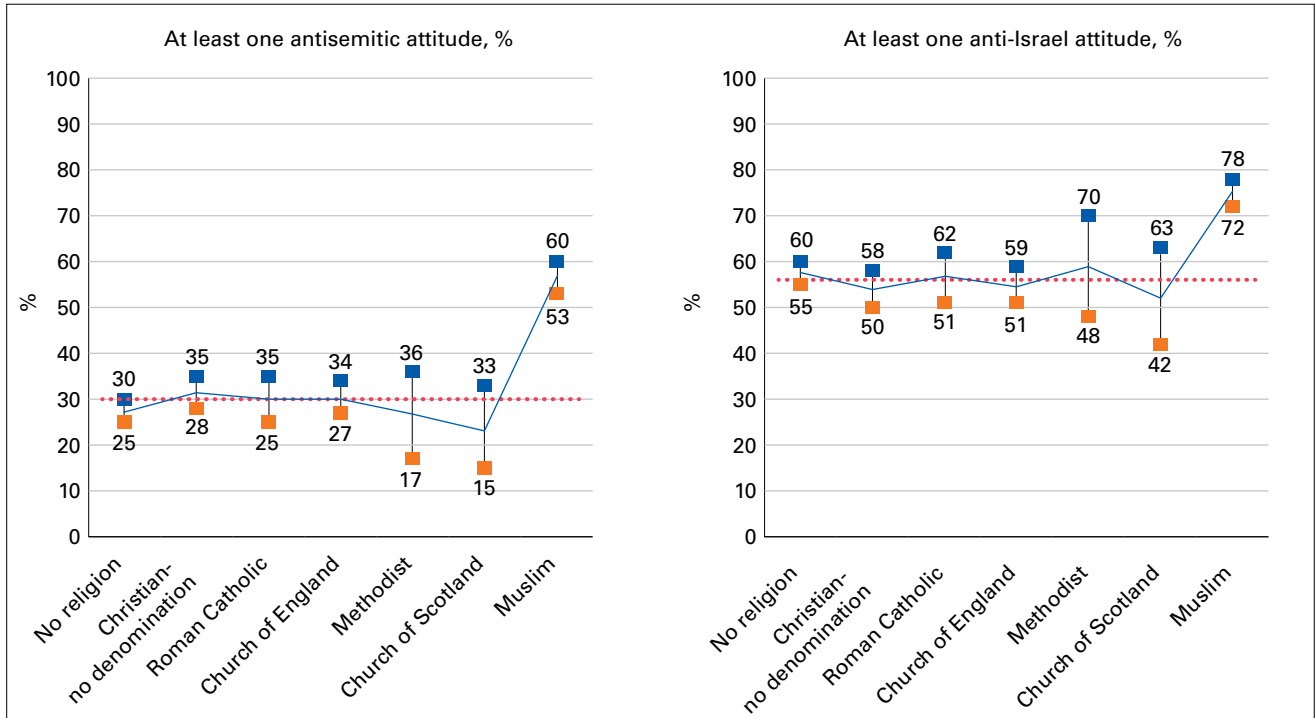 At least one antisemitic attitude, %
100
90
80
70
60
50
40
30
20
10
0
%
30
25
35
28
35
25
34
27
36
17
33
15
60
53
No religion
Christian-
no denomination
Roman Catholic
Church of England
Methodist
Church of Scotland
Muslim
At least one anti-Israel attitude, %
100
90
80
70
60
50
40
30
20
10
0
%
60
55
58
50
62
51
59
51
70
48
63
42
78
72
No religion
Christian-
no denomination
Roman Catholic
Church of England
Methodist
Church of Scotland
Muslim